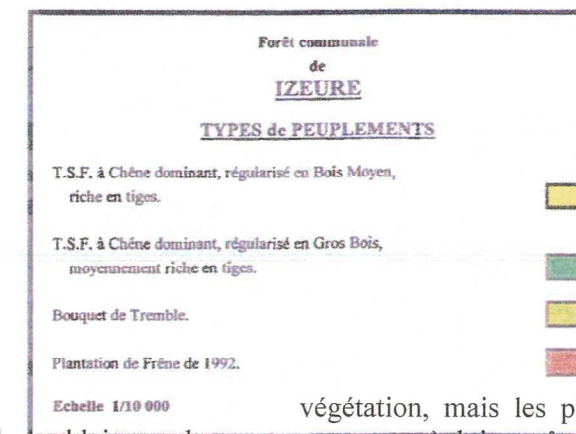 Forêt communale
de
IZEURE
TYPES de PEUPLEMENTS
T.S.F. à Chêne dominant, régularisé en Bois Moyen,
riche en tiges.
T.S.F. à Chêne dominant, régularisé en Gros Bois,
moyennement riche en tiges.
Bouquet de Tremble.
Plantation de Frêne de 1992.
Echelle 1/10 000
végétation, mais les p